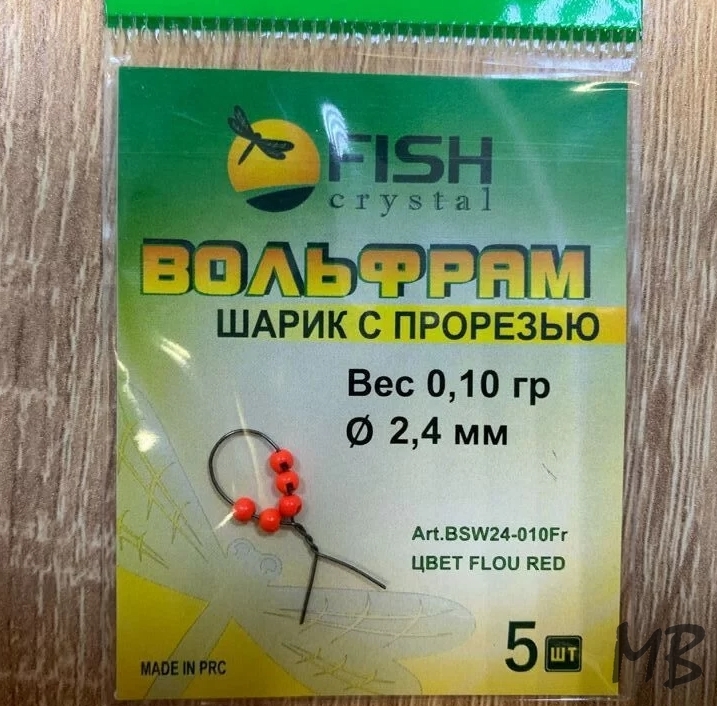 FISH
crystal
ВОЛЬФРАМ
ШАРИК С ПРОРЕЗЬЮ
Вес 0,10 гр
Ø 2,4 мм
Art.BSW24-010Fr
ЦВЕТ FLOU RED
5 шт
MADE IN PRC
MB